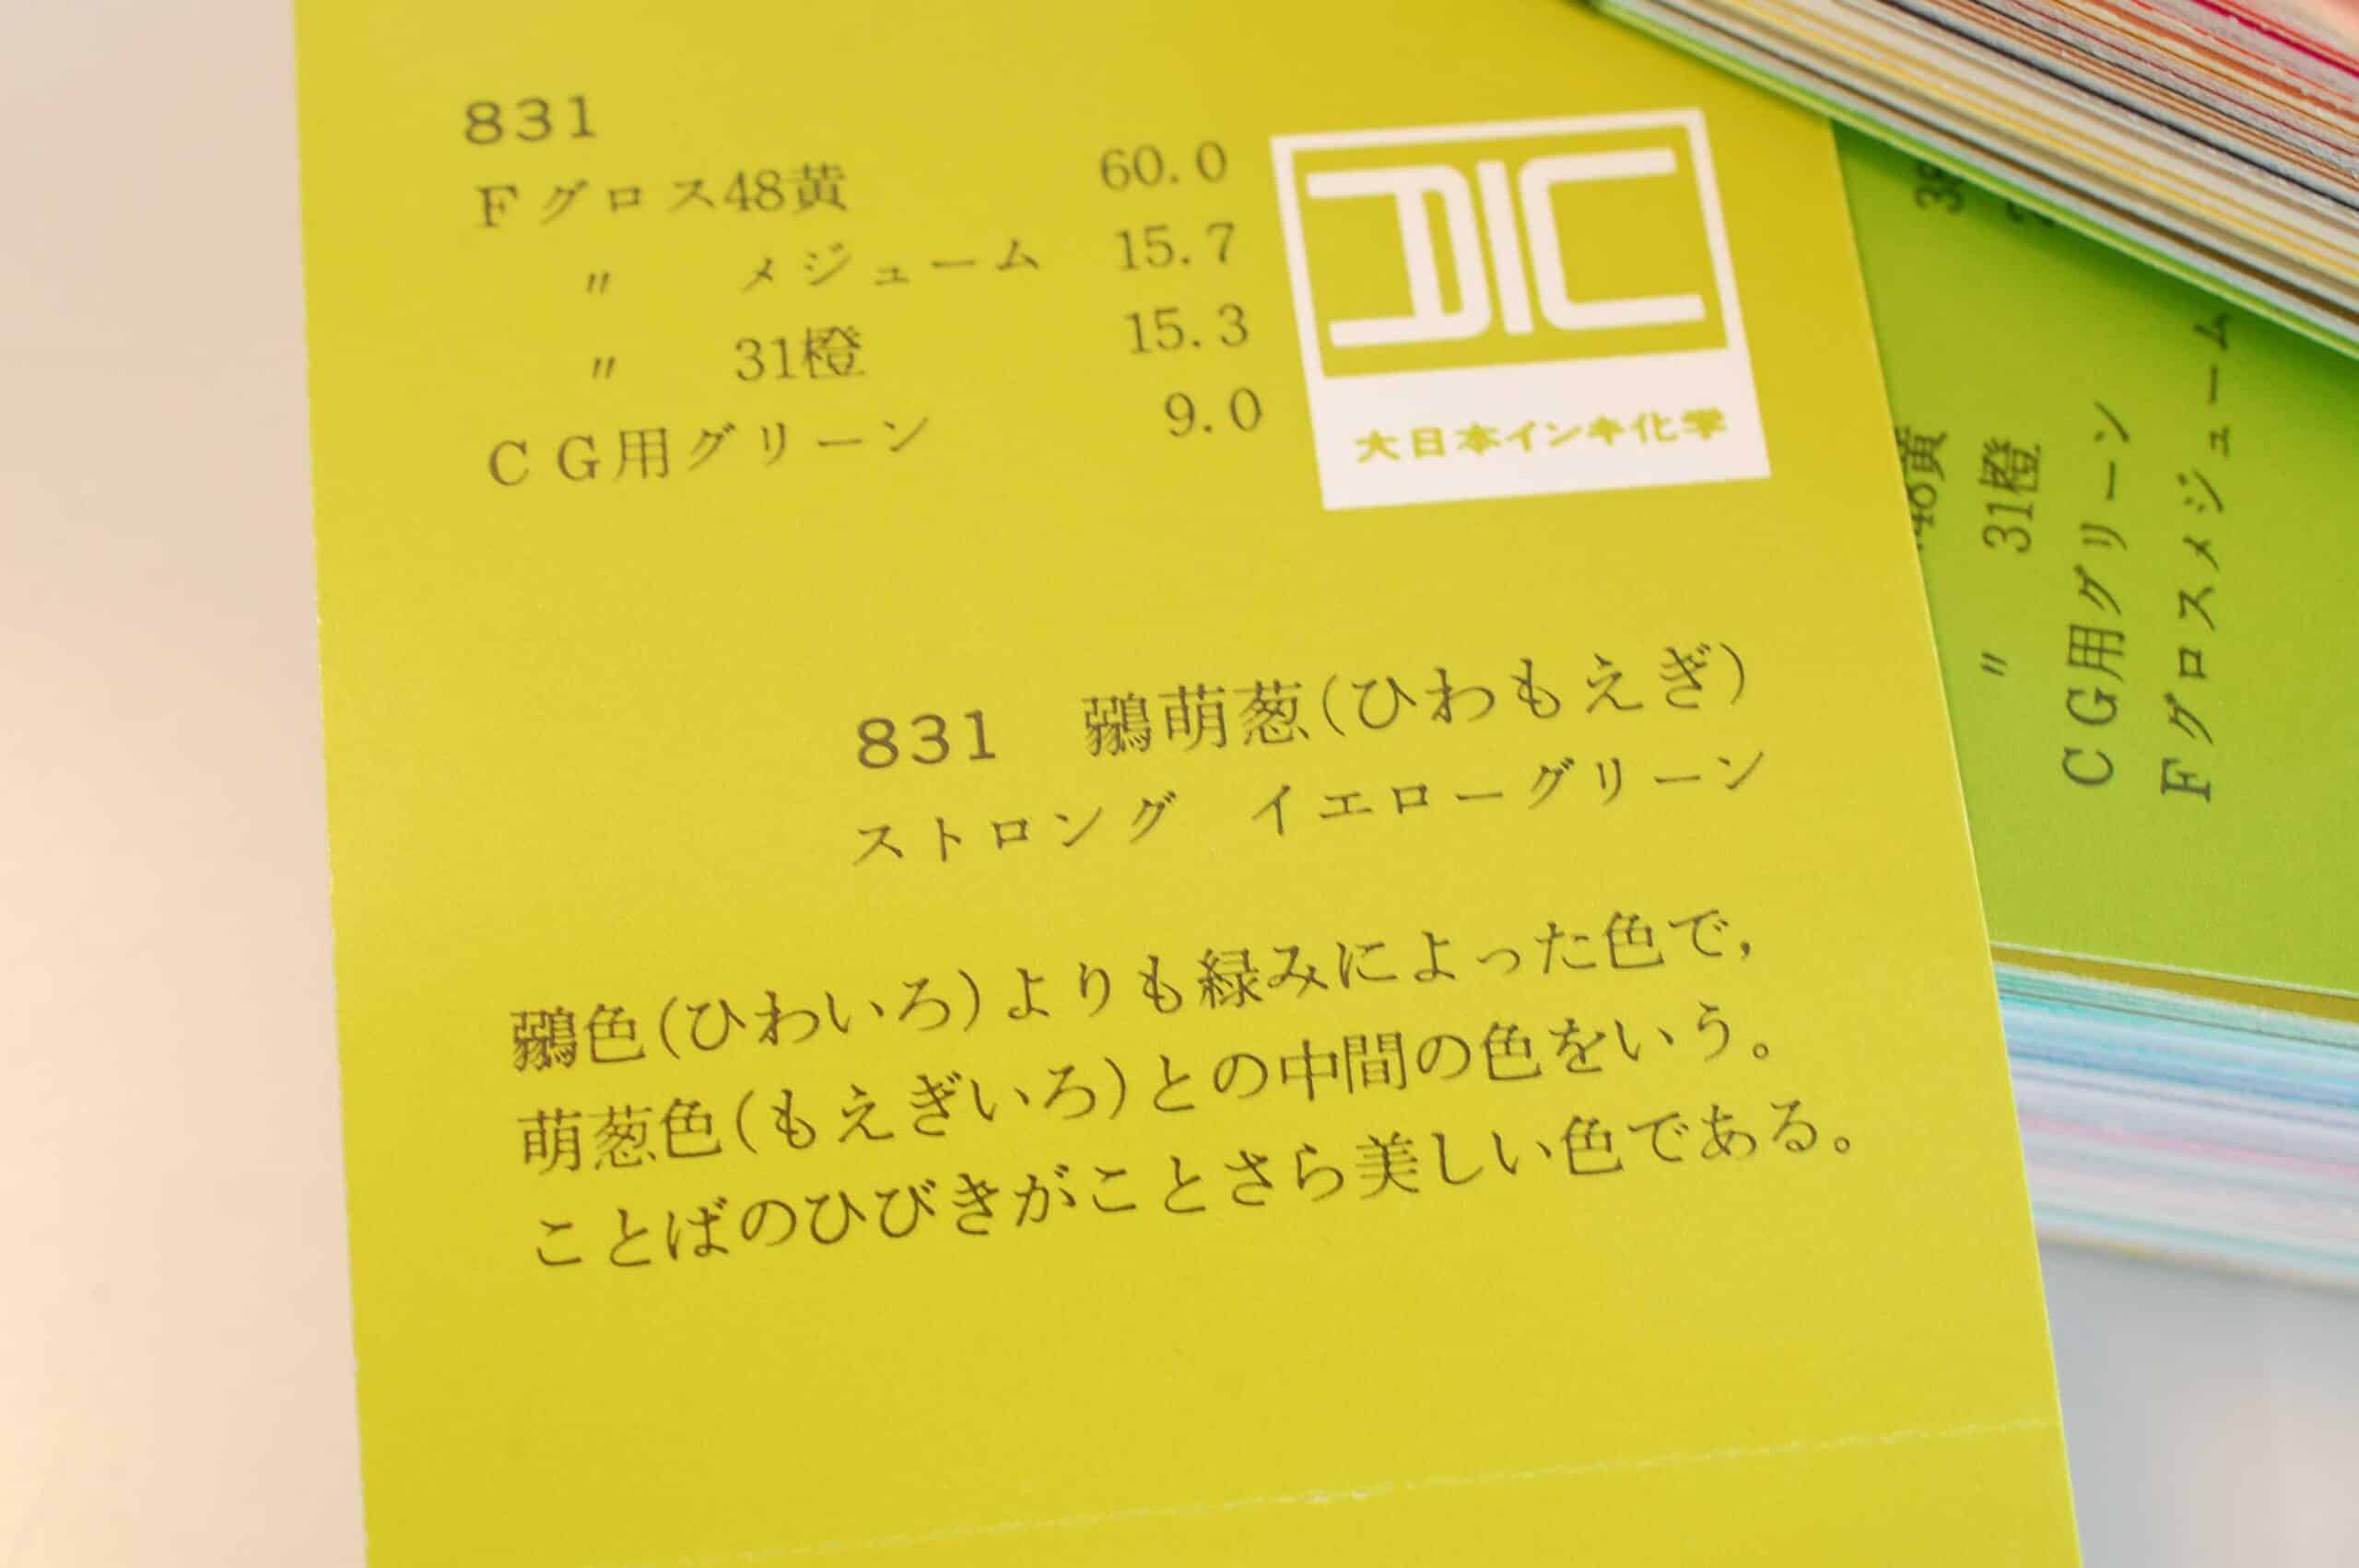 831
Fグロス48黄 60.0
〃 メジューム 15.7
〃 31橙 15.3
CG用グリーン 9.0
DIC
大日本インキ化学
831 鶸萌葱(ひわもえぎ)
ストロング イエローグリーン
鶸色(ひわいろ)よりも緑みによった色で,
萌葱色(もえぎいろ)との中間の色をいう。
ことばのひびきがことさら美しい色である。
38
48黄
〃 31橙
CG用グリーン
Fグロスメジューム